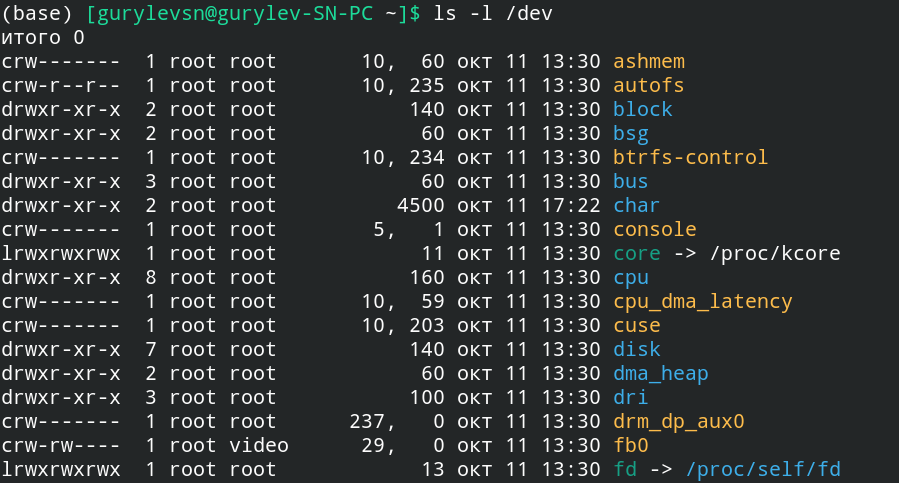 (base) [gurylevsn@gurylev-SN-PC ~]$ ls -l /dev
итого 0
crw-------  1 root root       10,  60 окт 11 13:30 ashmem
crw-r--r--  1 root root       10, 235 окт 11 13:30 autofs
drwxr-xr-x  2 root root           140 окт 11 13:30 block
drwxr-xr-x  2 root root            60 окт 11 13:30 bsg
crw-------  1 root root       10, 234 окт 11 13:30 btrfs-control
drwxr-xr-x  3 root root            60 окт 11 13:30 bus
drwxr-xr-x  2 root root          4500 окт 11 17:22 char
crw-------  1 root root        5,   1 окт 11 13:30 console
lrwxrwxrwx  1 root root            11 окт 11 13:30 core -> /proc/kcore
drwxr-xr-x  8 root root           160 окт 11 13:30 cpu
crw-------  1 root root       10,  59 окт 11 13:30 cpu_dma_latency
crw-------  1 root root       10, 203 окт 11 13:30 cuse
drwxr-xr-x  7 root root           140 окт 11 13:30 disk
drwxr-xr-x  2 root root            60 окт 11 13:30 dma_heap
drwxr-xr-x  3 root root           100 окт 11 13:30 dri
crw-------  1 root root      237,   0 окт 11 13:30 drm_dp_aux0
crw-rw----  1 root video      29,   0 окт 11 13:30 fb0
lrwxrwxrwx  1 root root            13 окт 11 13:30 fd -> /proc/self/fd